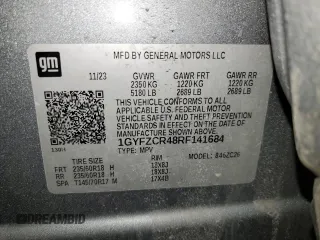 gm
MFD BY GENERAL MOTORS LLC
11/23 GVWR GAWR FRT GAWR RR
2350 KG 1220 KG 1220 KG
5180 LB 2689 LB 2689 LB
THIS VEHICLE CONFORMS TO ALL APPLICABLE
U.S. FEDERAL MOTOR VEHICLE SAFETY AND
THEFT PREVENTION STANDARDS IN EFFECT ON
THE DATE OF MANUFACTURE SHOWN ABOVE.
1GYFZCR48RF141684
TYPE: MPV MODEL:
TIRE SIZE RIM
FRT 235/60R18 H
RR 235/60R18 H 18X8J
SPA T145/70R17 M 17X4B
© AutoBidMaster